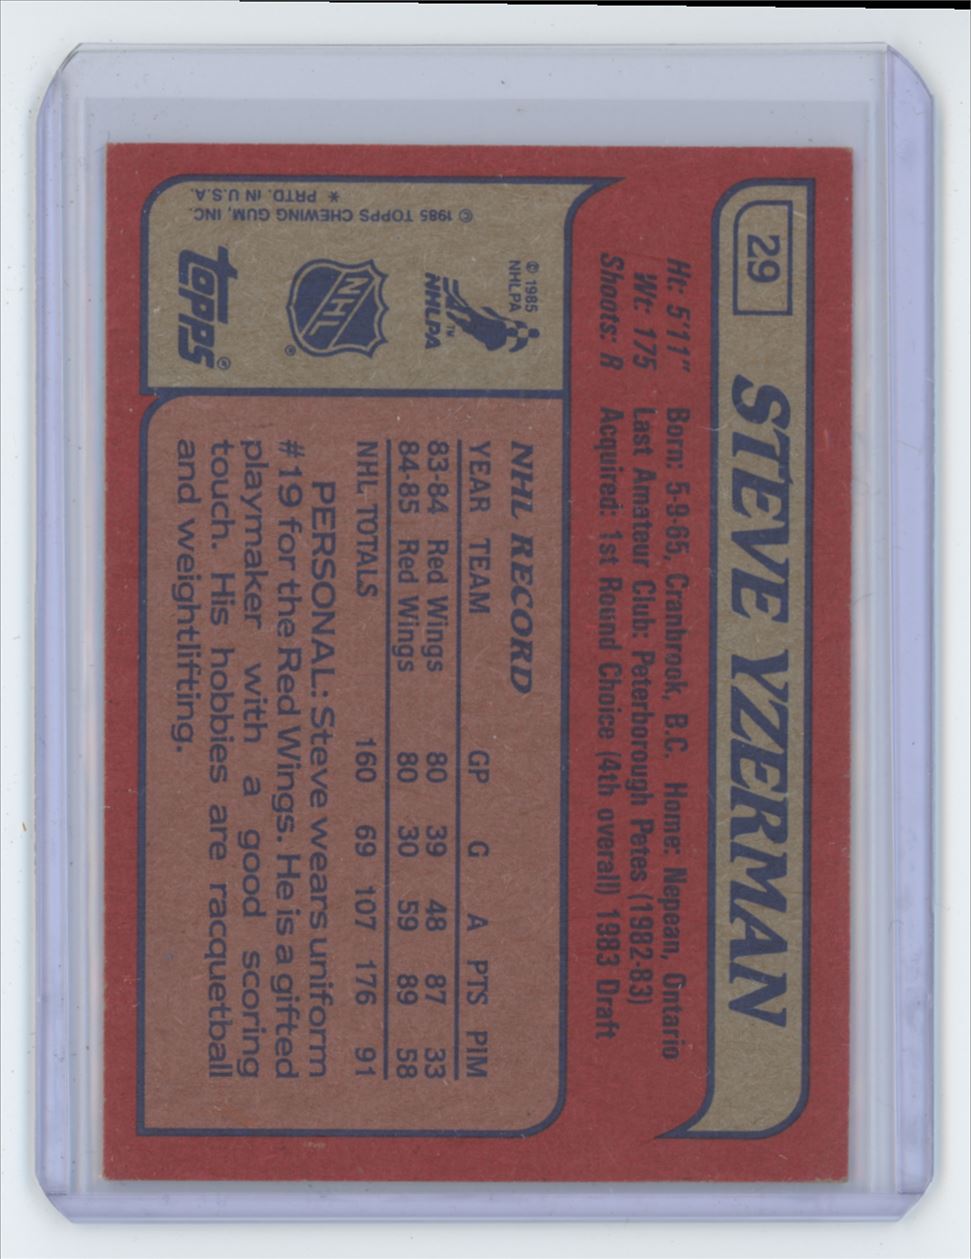 29
STEVE YZERMAN
Ht: 5'11" Born: 5-9-65, Cranbrook, B.C. Home: Nepean, Ontario
Wt: 175 Last Amateur Club: Peterborough Petes (1982-83)
Shoots: R Acquired: 1st Round Choice (4th overall) 1983 Draft
© 1985
NHLPA
NHLPA™
NHL
®
TOPPS®
© 1985 TOPPS CHEWING GUM, INC.
* PRTD. IN U.S.A.
NHL RECORD
YEAR TEAM GP G A PTS PIM
83-84 Red Wings 80 39 48 87 33
84-85 Red Wings 80 30 59 89 58
NHL TOTALS 160 69 107 176 91
PERSONAL: Steve wears uniform
#19 for the Red Wings. He is a gifted
playmaker with a good scoring
touch. His hobbies are racquetball
and weightlifting.